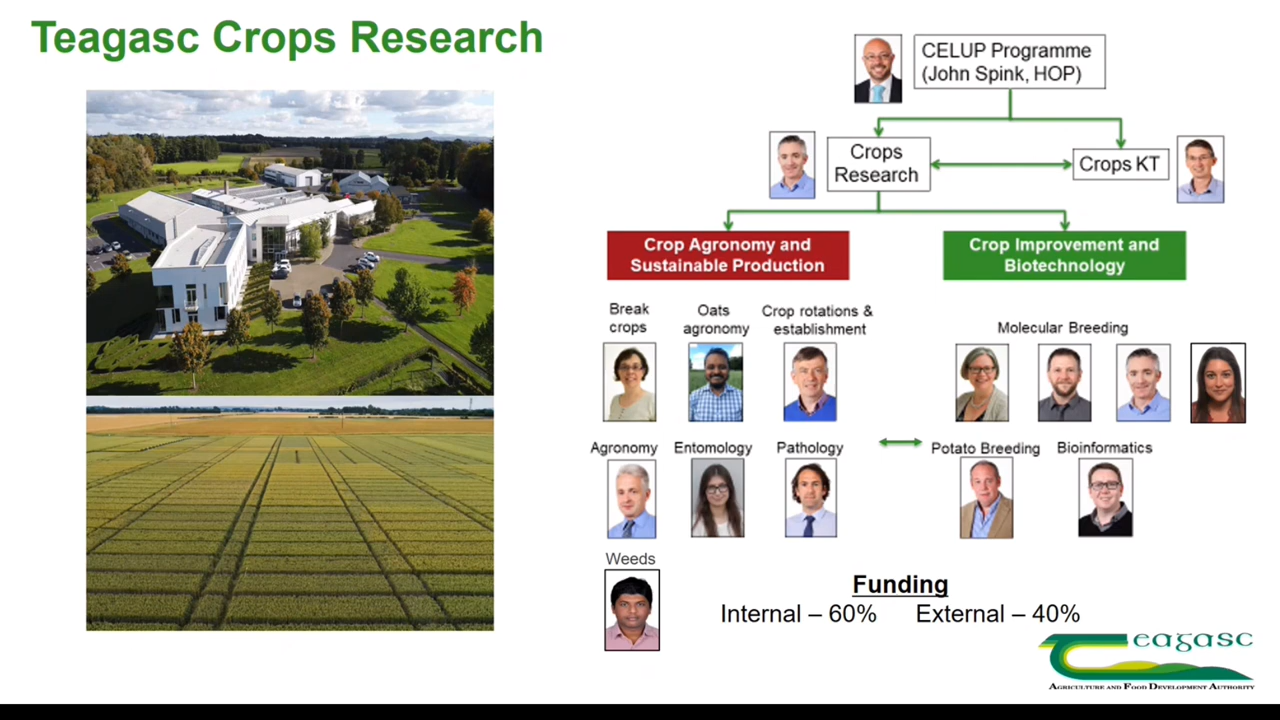 Teagasc Crops Research
CELUP Programme
(John Spink, HOP)
Crops
Research
Crops KT
Crop Agronomy and
Sustainable Production
Crop Improvement and
Biotechnology
Break
crops
Oats
agronomy
Crop rotations &
establishment
Molecular Breeding
Agronomy
Entomology
Pathology
Potato Breeding
Bioinformatics
Weeds
Funding
Internal – 60%
External – 40%
Teagasc
AGRICULTURE AND FOOD DEVELOPMENT AUTHORITY